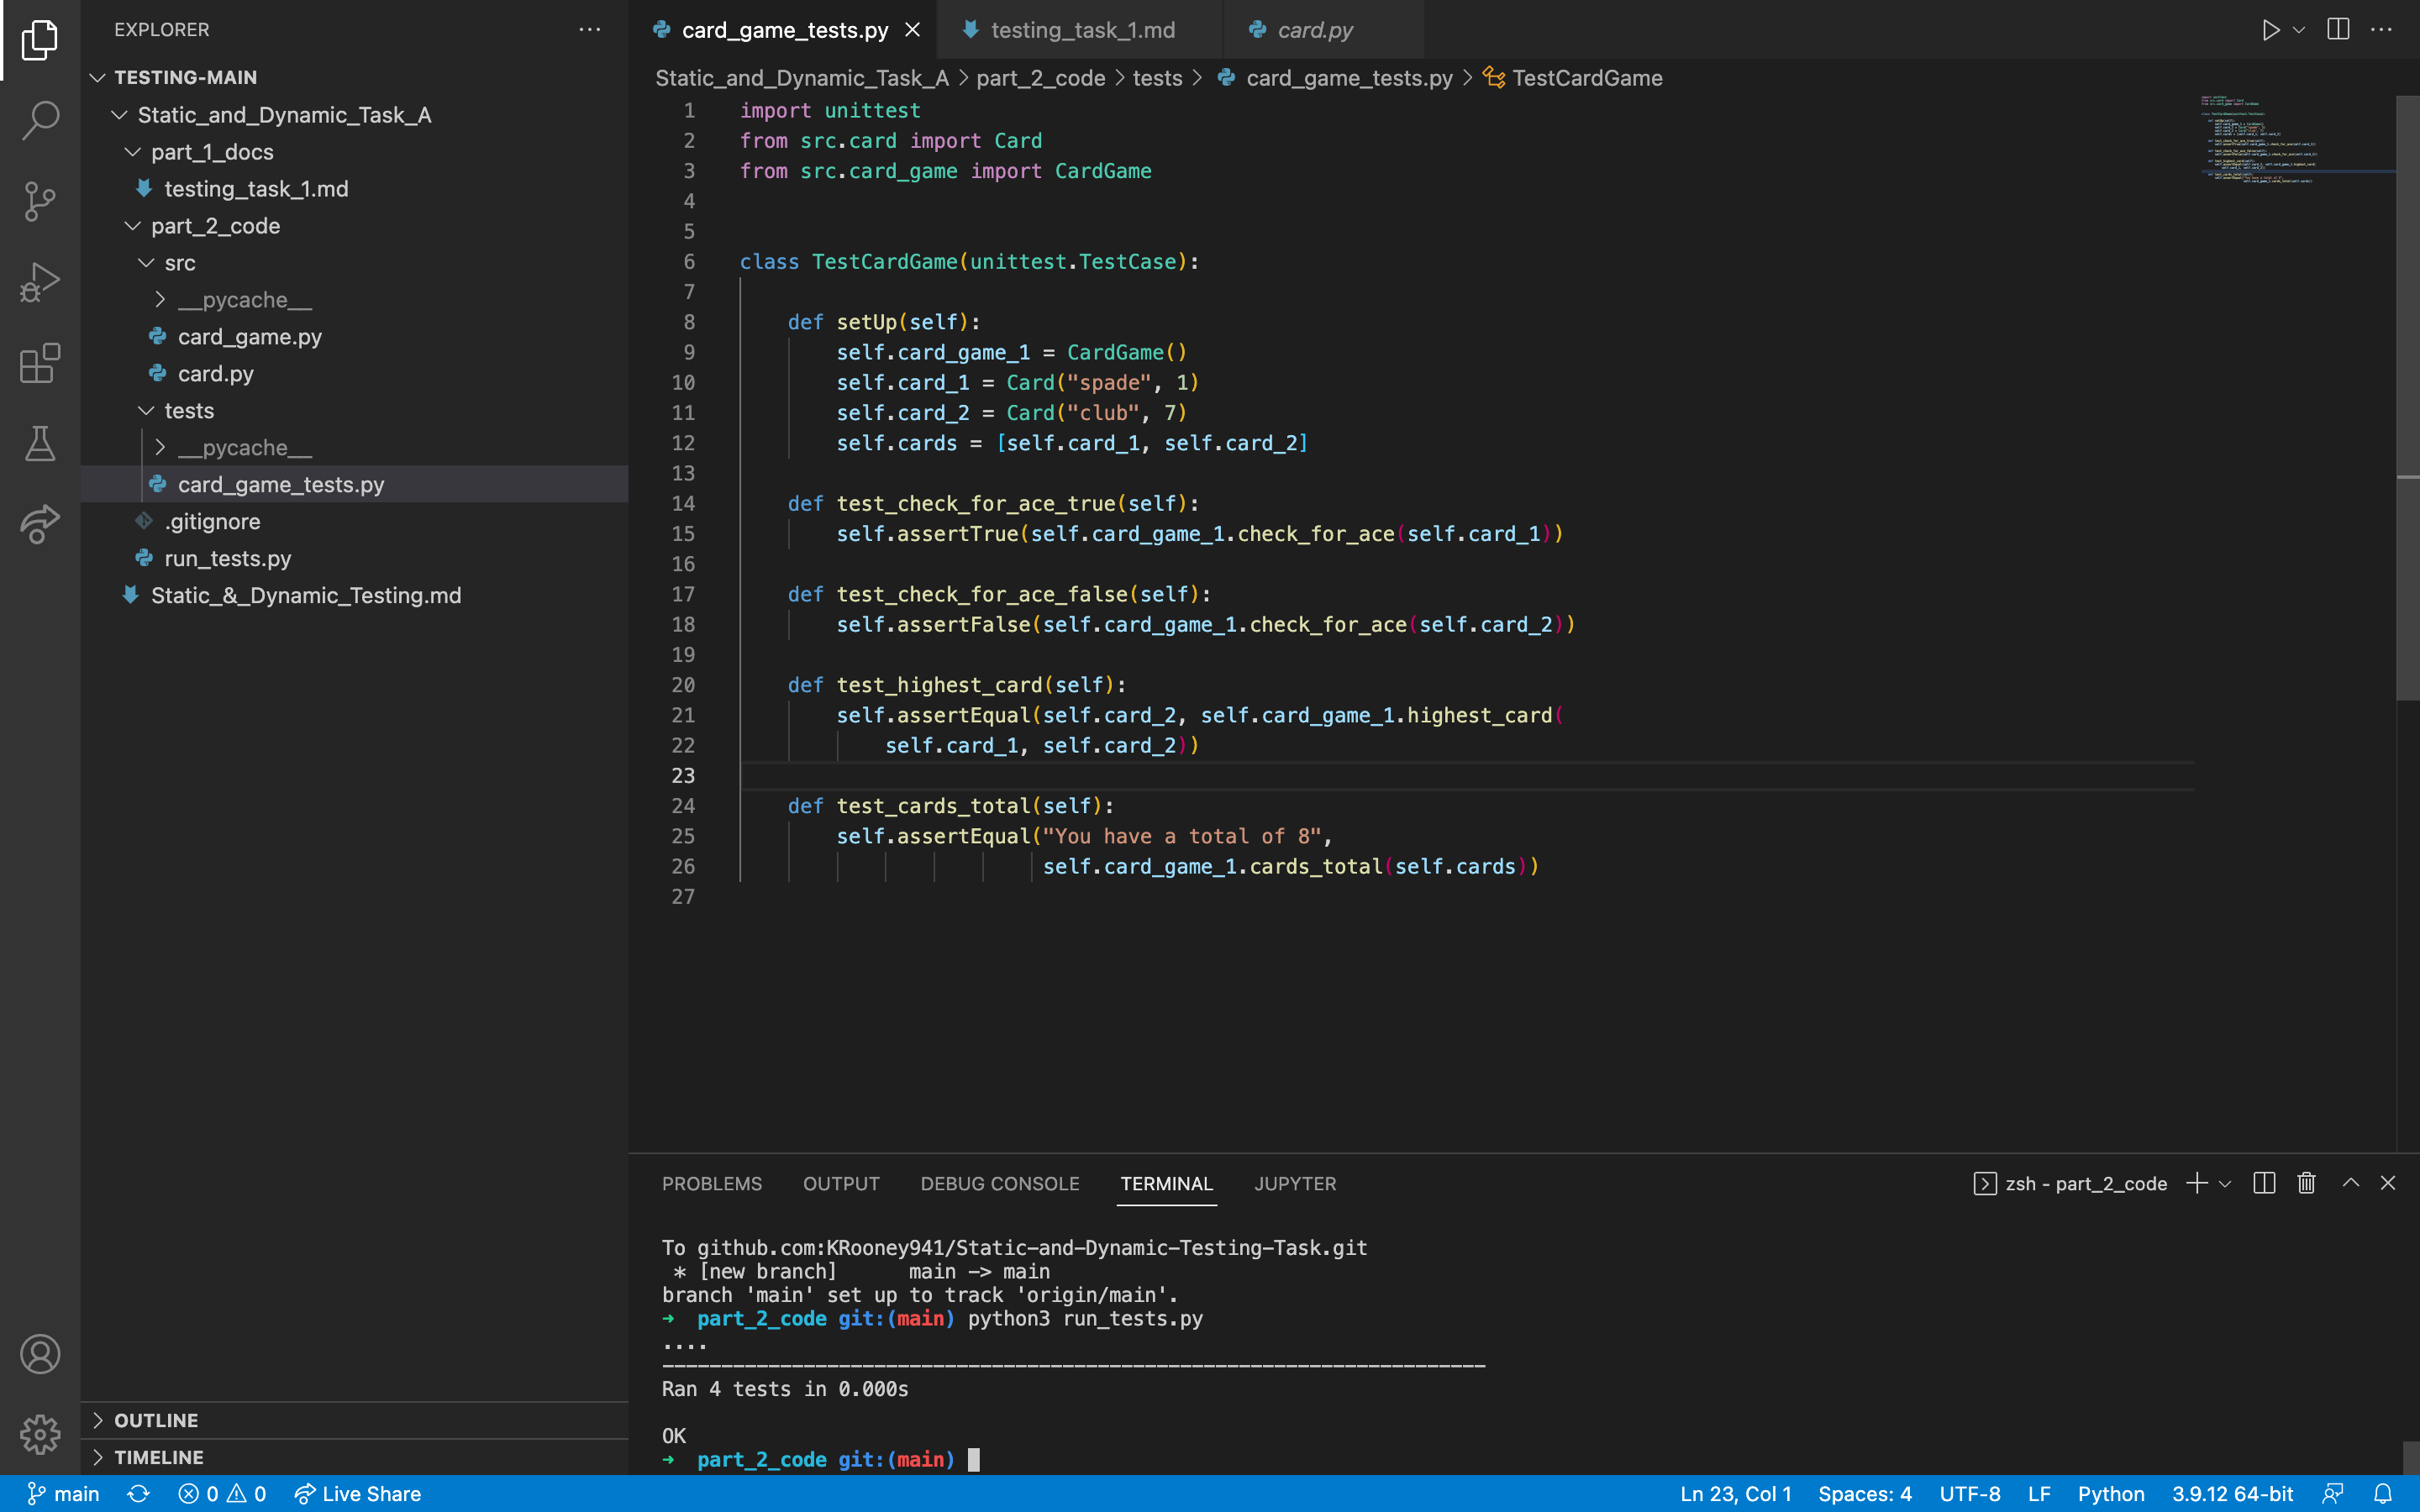 EXPLORER
TESTING-MAIN
Static_and_Dynamic_Task_A
part_1_docs
testing_task_1.md
part_2_code
src
__pycache__
card_game.py
card.py
tests
__pycache__
card_game_tests.py
.gitignore
run_tests.py
Static_&_Dynamic_Testing.md
OUTLINE
TIMELINE
card_game_tests.py
testing_task_1.md
card.py
Static_and_Dynamic_Task_A > part_2_code > tests > card_game_tests.py > TestCardGame
1 import unittest
2 from src.card import Card
3 from src.card_game import CardGame
4
5
6 class TestCardGame(unittest.TestCase):
7
8     def setUp(self):
9         self.card_game_1 = CardGame()
10         self.card_1 = Card("spade", 1)
11         self.card_2 = Card("club", 7)
12         self.cards = [self.card_1, self.card_2]
13
14     def test_check_for_ace_true(self):
15         self.assertTrue(self.card_game_1.check_for_ace(self.card_1))
16
17     def test_check_for_ace_false(self):
18         self.assertFalse(self.card_game_1.check_for_ace(self.card_2))
19
20     def test_highest_card(self):
21         self.assertEqual(self.card_2, self.card_game_1.highest_card(
22             self.card_1, self.card_2))
23
24     def test_cards_total(self):
25         self.assertEqual("You have a total of 8",
26                          self.card_game_1.cards_total(self.cards))
27
PROBLEMS OUTPUT DEBUG CONSOLE TERMINAL JUPYTER
zsh - part_2_code
To github.com:KRooney941/Static-and-Dynamic-Testing-Task.git
 * [new branch]      main -> main
branch 'main' set up to track 'origin/main'.
➜  part_2_code git:(main) python3 run_tests.py
....
----------------------------------------------------------------------
Ran 4 tests in 0.000s
OK
➜  part_2_code git:(main)
main 0 0 Live Share
Ln 23, Col 1 Spaces: 4 UTF-8 LF Python 3.9.12 64-bit